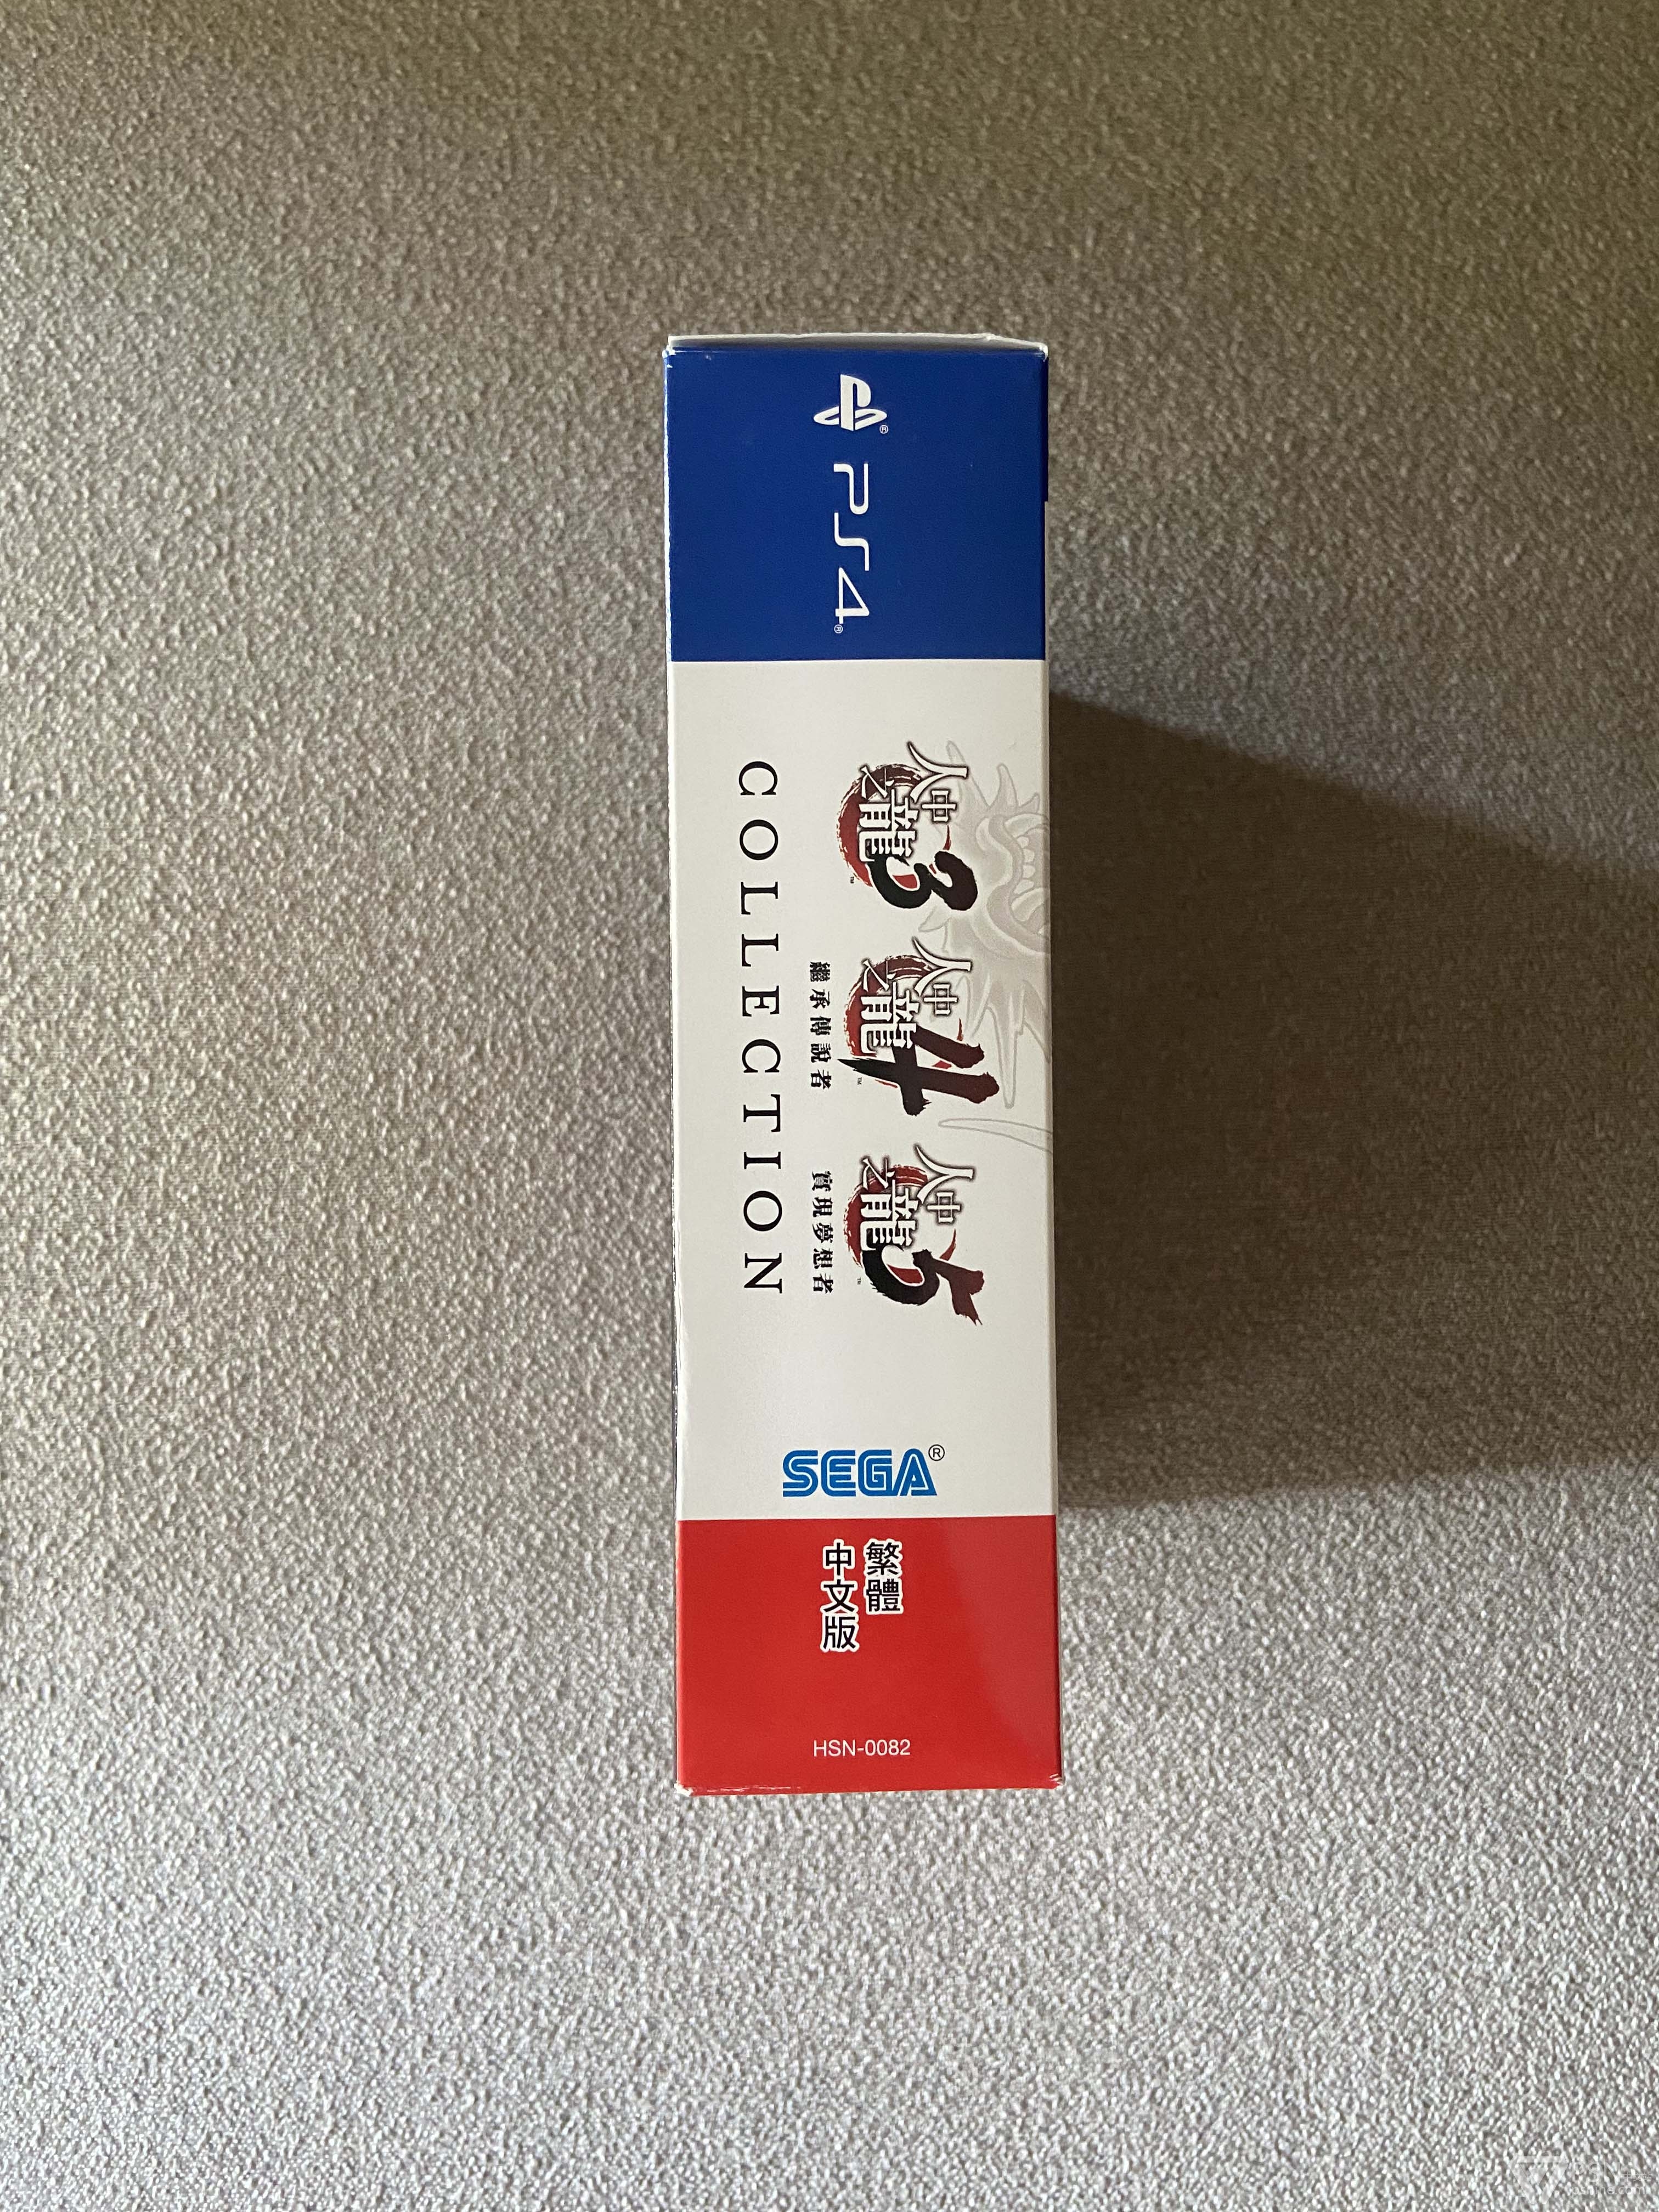 PS4
人中之龍3
人中之龍4
繼承傳說者
人中之龍5
實現夢想者
COLLECTION
SEGA
繁體
中文版
HSN-0082